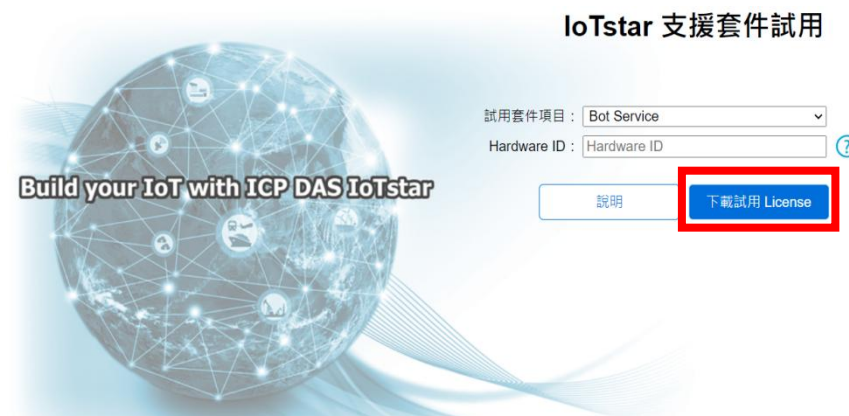 IoTstar 支援套件試用
試用套件項目： Bot Service
Hardware ID： Hardware ID
?
Build your IoT with ICP DAS IoTstar
說明
下載試用 License